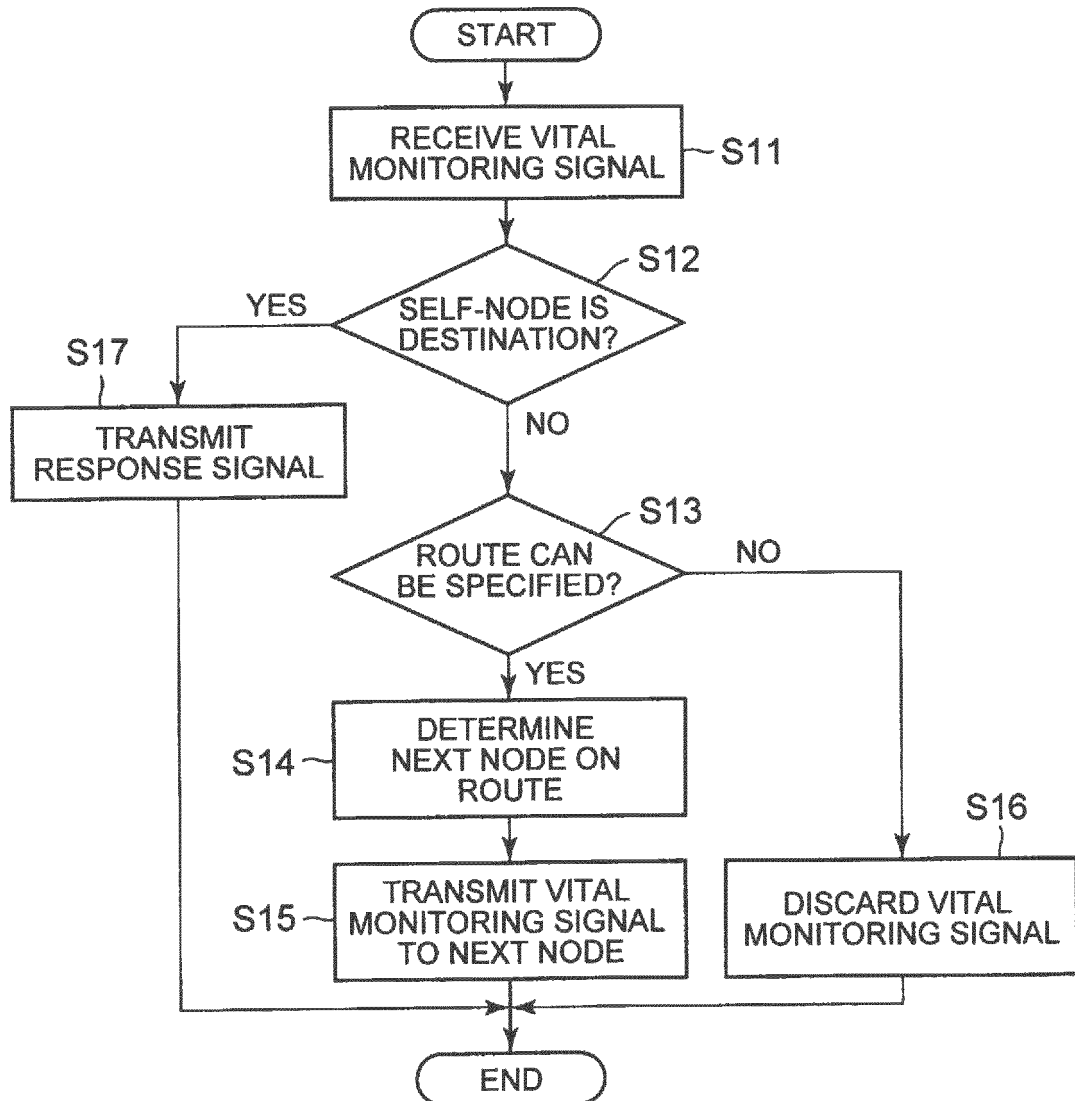 START
RECEIVE VITAL
MONITORING SIGNAL
S11
S12
SELF-NODE IS
DESTINATION?
YES
S17
TRANSMIT
RESPONSE SIGNAL
NO
S13
ROUTE CAN
BE SPECIFIED?
NO
YES
S14
DETERMINE
NEXT NODE ON
ROUTE
S16
S15
TRANSMIT VITAL
MONITORING SIGNAL
TO NEXT NODE
DISCARD VITAL
MONITORING SIGNAL
END